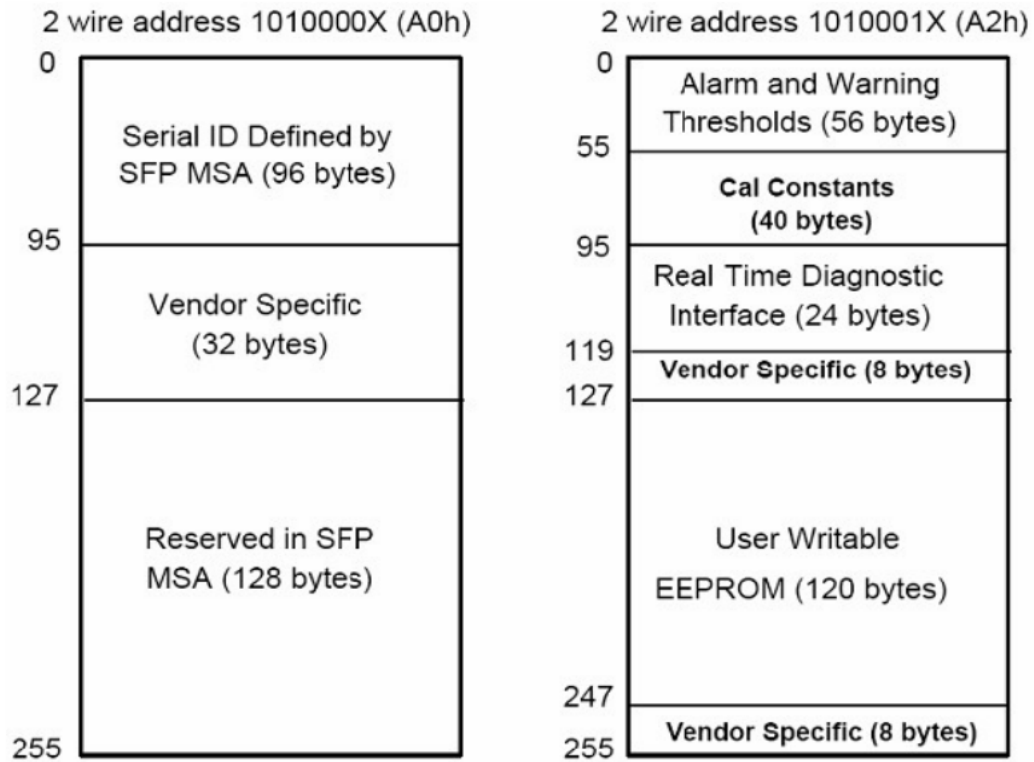 2 wire address 1010000X (A0h)
0
Serial ID Defined by
SFP MSA (96 bytes)
95
Vendor Specific
(32 bytes)
127
Reserved in SFP
MSA (128 bytes)
255
2 wire address 1010001X (A2h)
0
Alarm and Warning
Thresholds (56 bytes)
55
Cal Constants
(40 bytes)
95
Real Time Diagnostic
Interface (24 bytes)
119
Vendor Specific (8 bytes)
127
User Writable
EEPROM (120 bytes)
247
Vendor Specific (8 bytes)
255